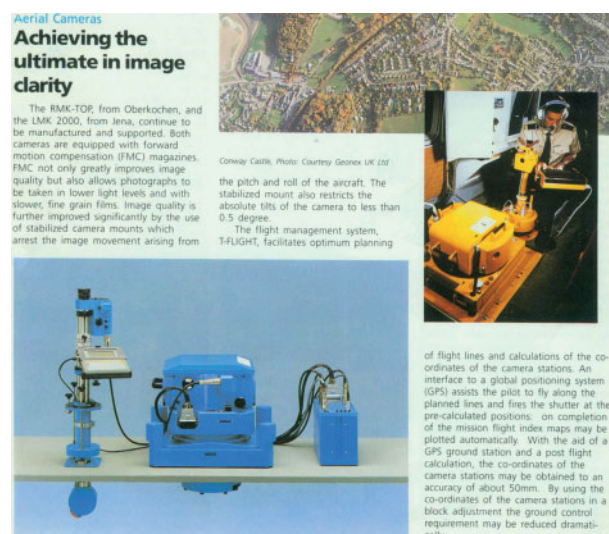 Aerial Cameras
Achieving the
ultimate in image
clarity
The RMK-TOP, from Oberkochen, and
the LMK 2000, from Jena, continue to
be manufactured and supported. Both
cameras are equipped with forward
motion compensation (FMC) magazines.
FMC not only greatly improves image
quality but also allows photographs to
be taken in lower light levels and with
slower, fine grain films. Image quality is
further improved significantly by the use
of stabilized camera mounts which
arrest the image movement arising from
Conway Castle, Photo: Courtesy Geonex UK Ltd
the pitch and roll of the aircraft. The
stabilized mount also restricts the
absolute tilts of the camera to less than
0.5 degree.
The flight management system,
T-FLIGHT, facilitates optimum planning
of flight lines and calculations of the co-
ordinates of the camera stations. An
interface to a global positioning system
(GPS) assists the pilot to fly along the
planned lines and fires the shutter at the
pre-calculated positions: on completion
of the mission flight index maps may be
plotted automatically. With the aid of a
GPS ground station and a post flight
calculation, the co-ordinates of the
camera stations may be obtained to an
accuracy of about 50mm. By using the
co-ordinates of the camera stations in a
block adjustment the ground control
requirement may be reduced dramati-